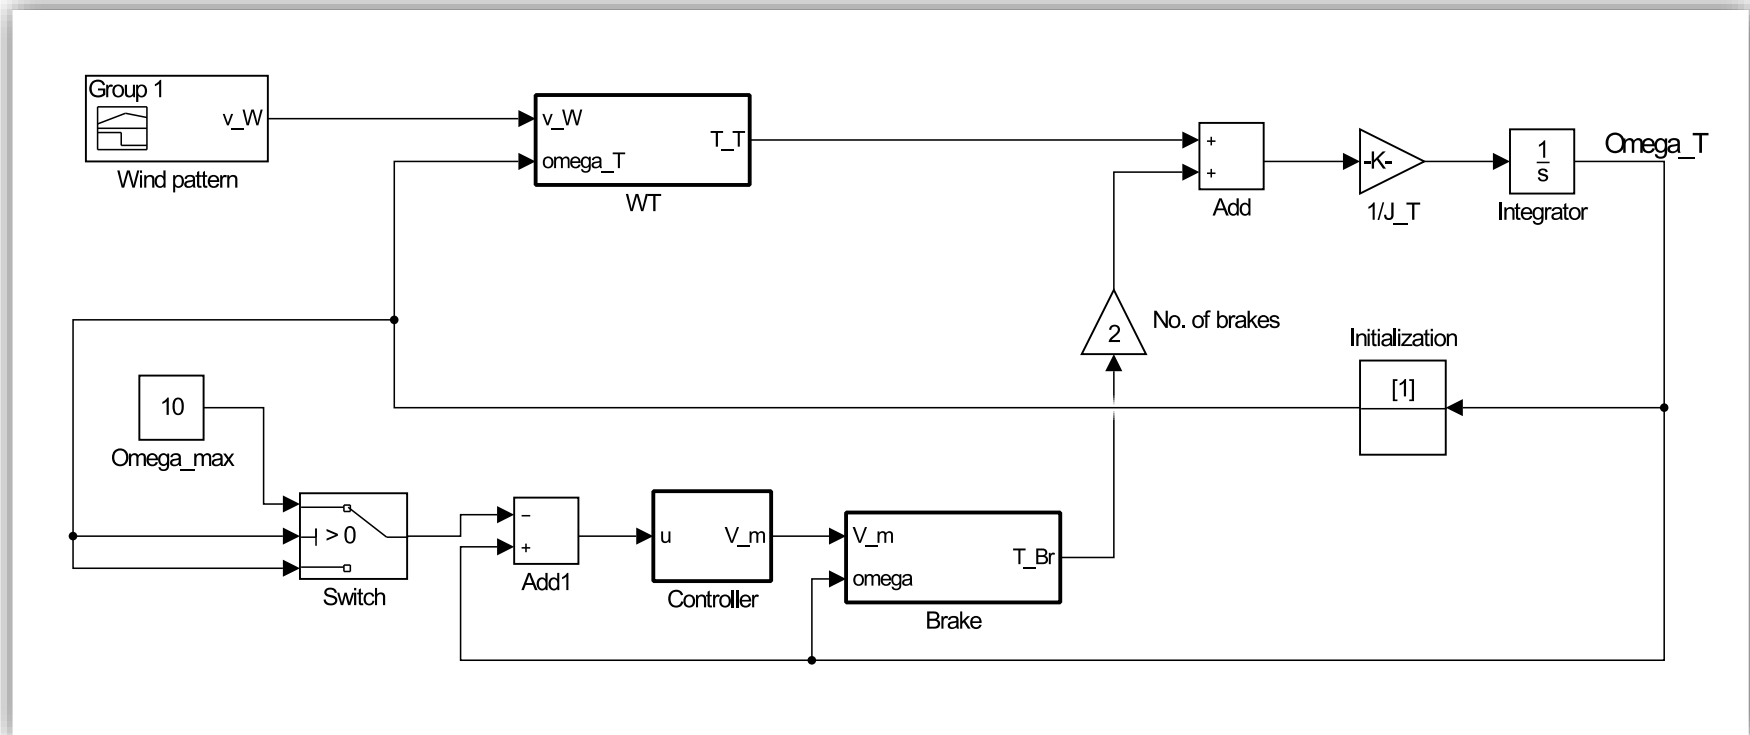 Group 1
v_W
Wind pattern
v_W
omega_T
T_T
WT
+
+
Add
-K-
1/J_T
1
s
Integrator
Omega_T
2
No. of brakes
Initialization
[1]
10
Omega_max
> 0
Switch
−
+
Add1
u
V_m
Controller
V_m
omega
T_Br
Brake